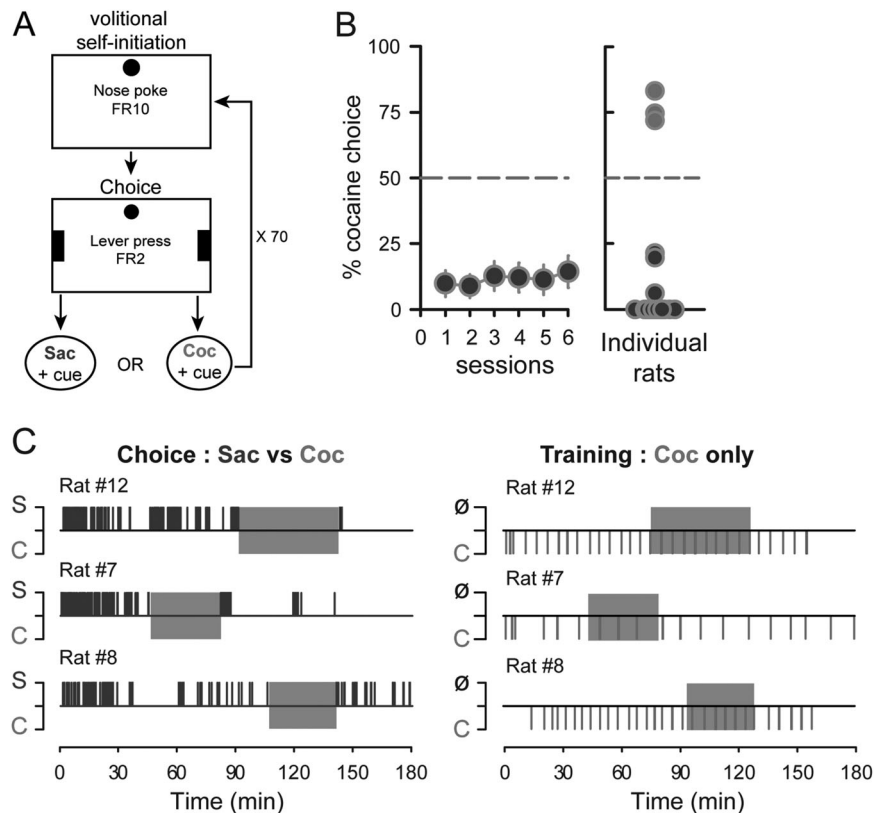 A
volitional
self-initiation
Nose poke
FR10
Choice
Lever press
FR2
X 70
Sac
+ cue
OR
Coc
+ cue
B
% cocaine choice
100
75
50
25
0
0 1 2 3 4 5 6
sessions
Individual
rats
C
Choice : Sac vs Coc
Rat #12
S
C
Rat #7
S
C
Rat #8
S
C
0 30 60 90 120 150 180
Time (min)
Training : Coc only
Rat #12
Ø
C
Rat #7
Ø
C
Rat #8
Ø
C
0 30 60 90 120 150 180
Time (min)